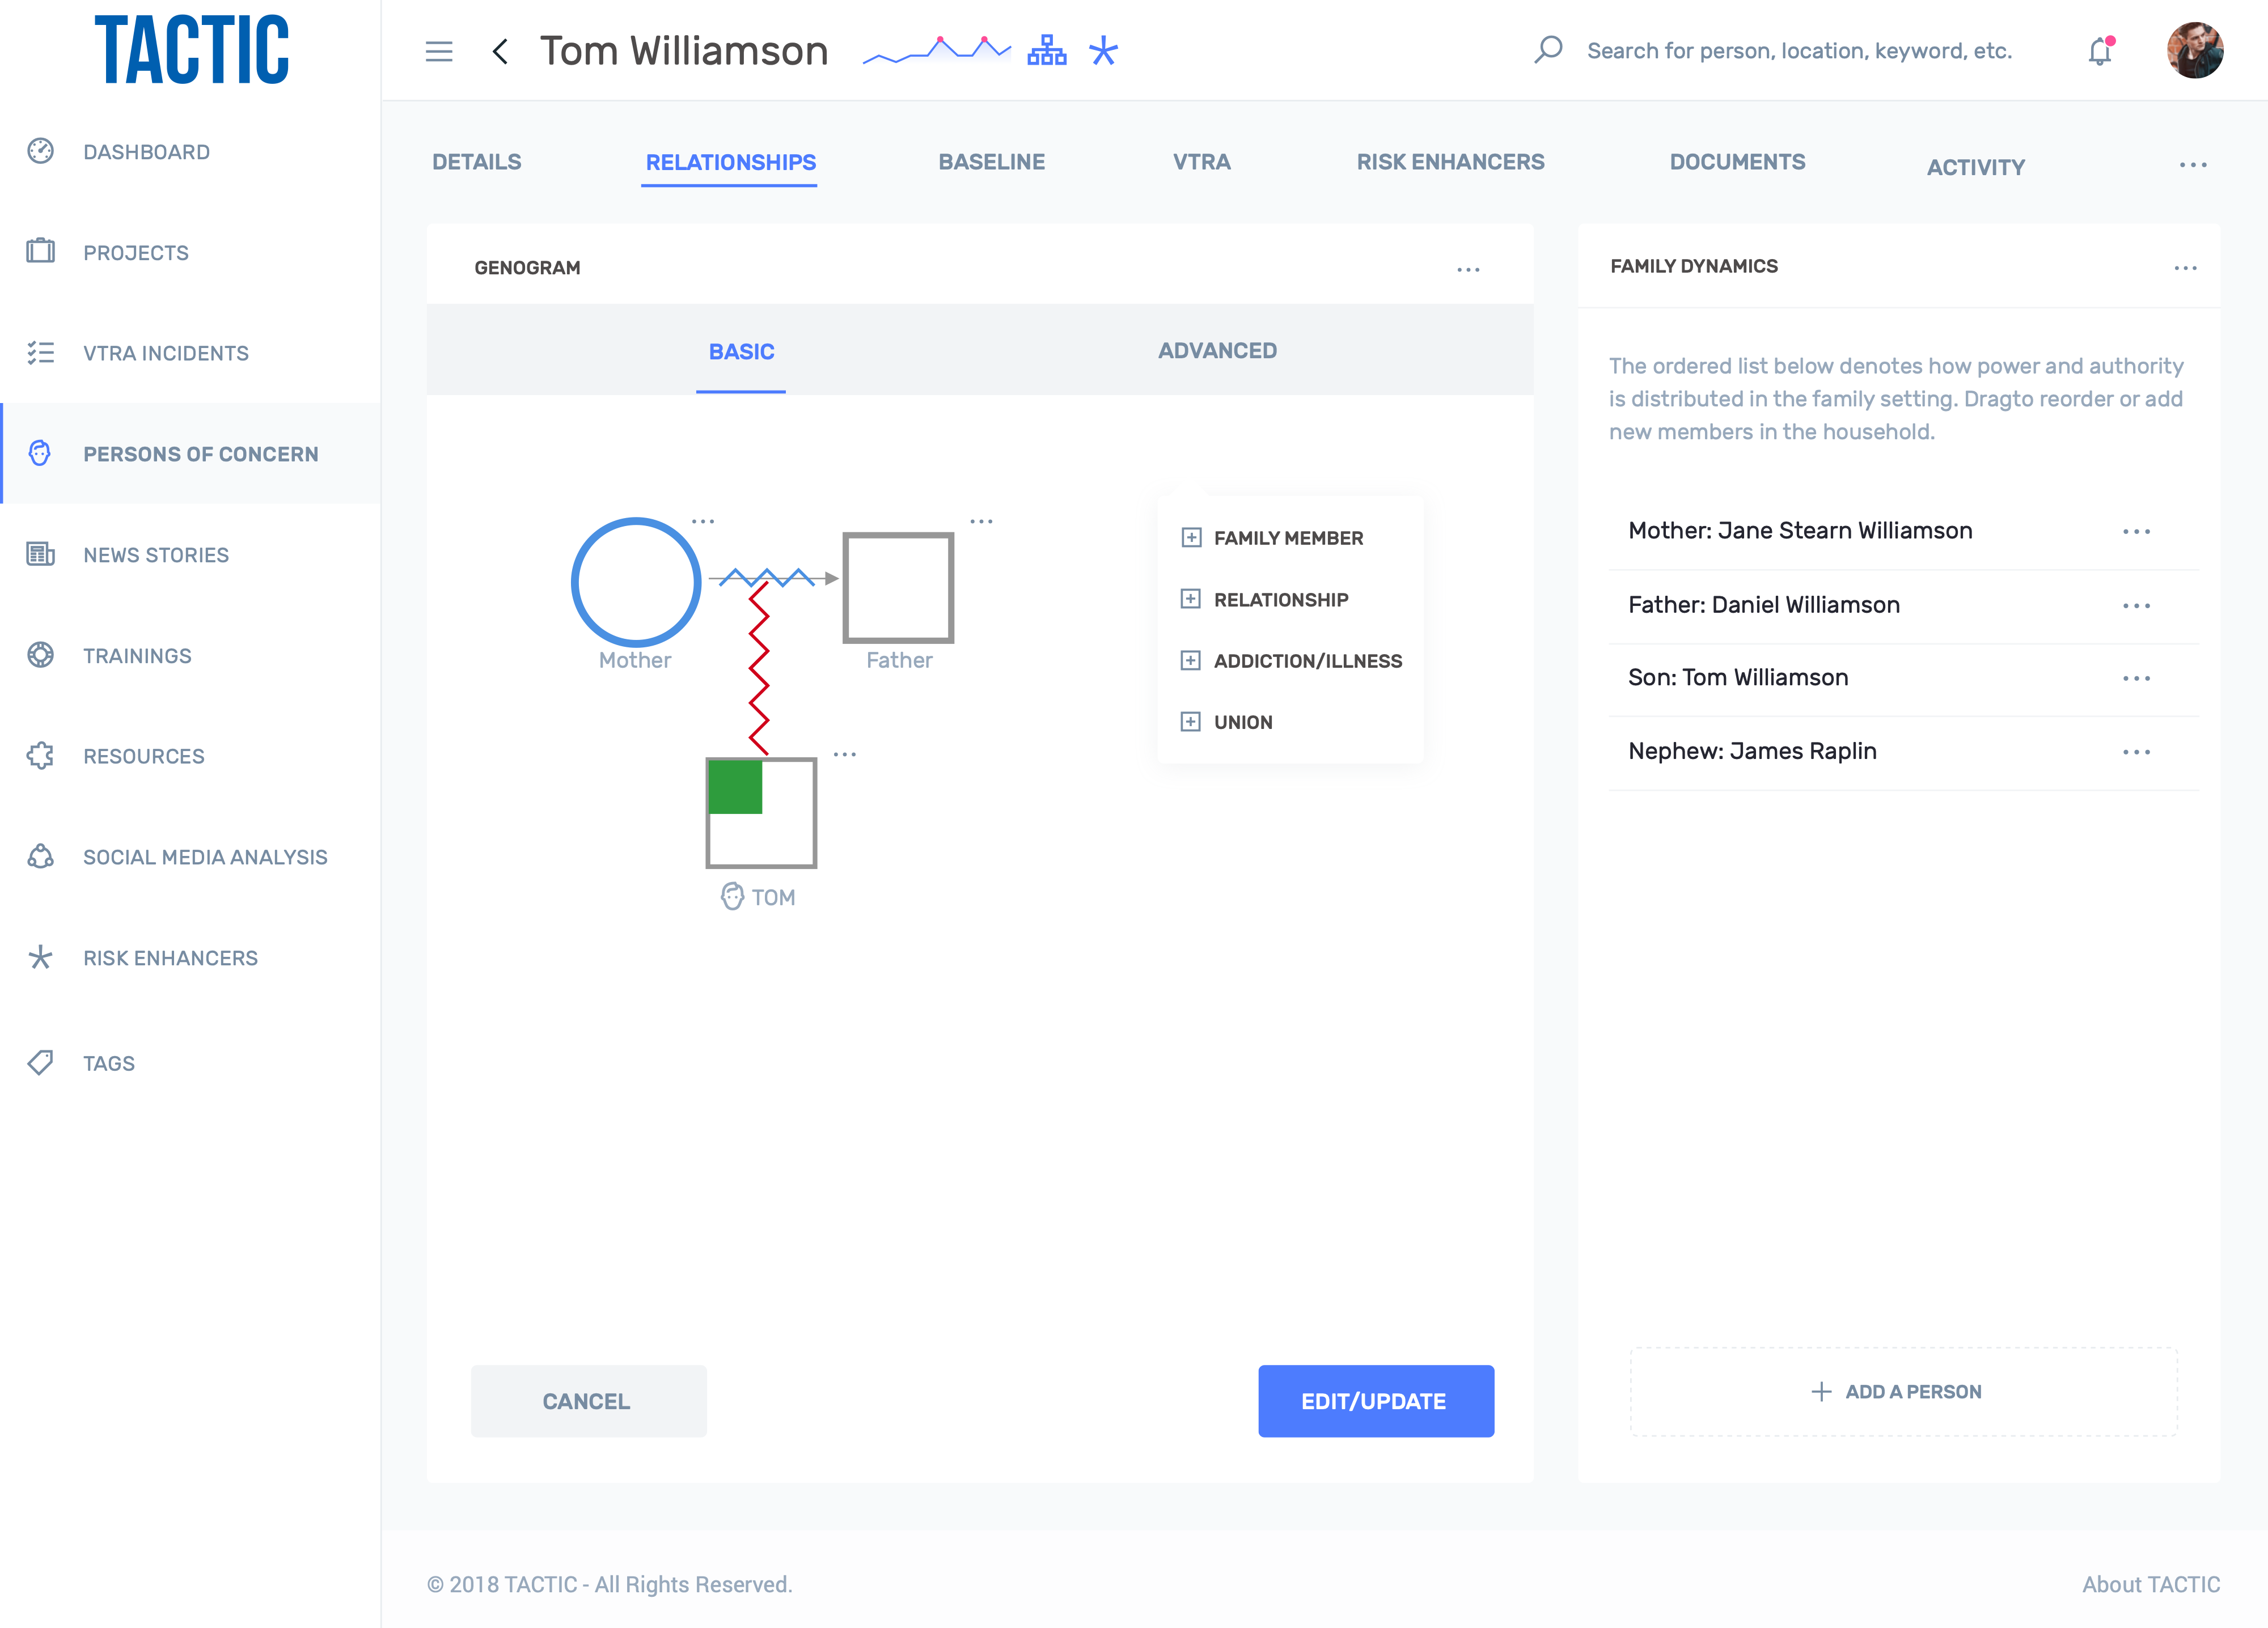 TACTIC
Tom Williamson
Search for person, location, keyword, etc.
DASHBOARD
PROJECTS
VTRA INCIDENTS
PERSONS OF CONCERN
NEWS STORIES
TRAININGS
RESOURCES
SOCIAL MEDIA ANALYSIS
RISK ENHANCERS
TAGS
DETAILS
RELATIONSHIPS
BASELINE
VTRA
RISK ENHANCERS
DOCUMENTS
ACTIVITY
GENOGRAM
BASIC
ADVANCED
Mother
Father
TOM
FAMILY MEMBER
RELATIONSHIP
ADDICTION/ILLNESS
UNION
CANCEL
EDIT/UPDATE
FAMILY DYNAMICS
The ordered list below denotes how power and authority
is distributed in the family setting. Dragto reorder or add
new members in the household.
Mother: Jane Stearn Williamson
Father: Daniel Williamson
Son: Tom Williamson
Nephew: James Raplin
ADD A PERSON
© 2018 TACTIC - All Rights Reserved.
About TACTIC